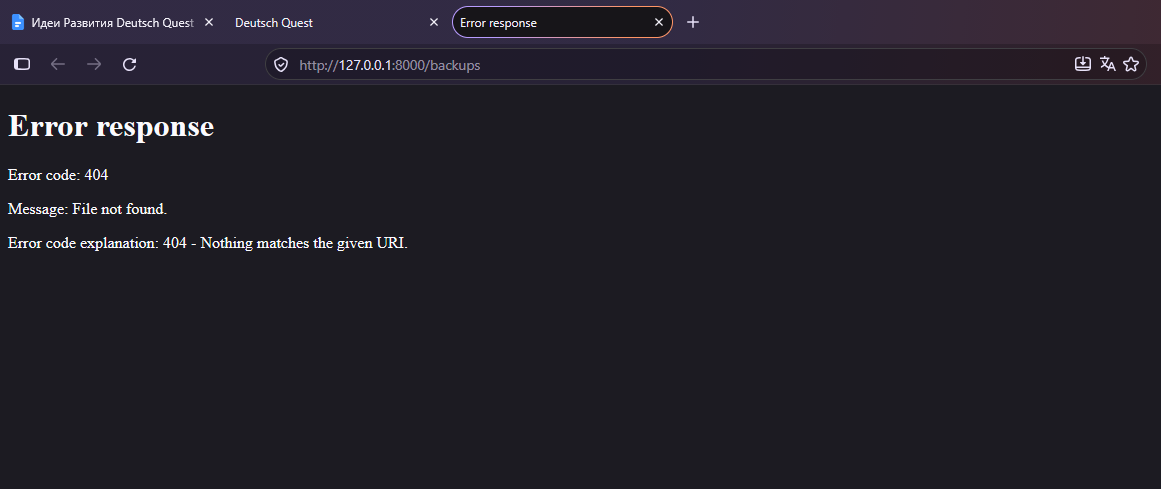 Идеи Развития Deutsch Quest
Deutsch Quest
Error response
http://127.0.0.1:8000/backups
Error response
Error code: 404
Message: File not found.
Error code explanation: 404 - Nothing matches the given URI.